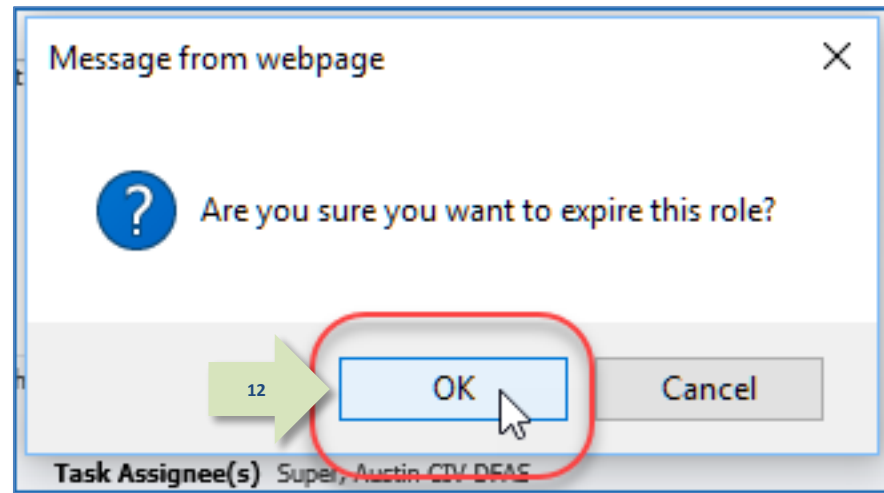 Message from webpage
Are you sure you want to expire this role?
12
OK
Cancel
Task Assignee(s) Super, Austin CIV DFAS